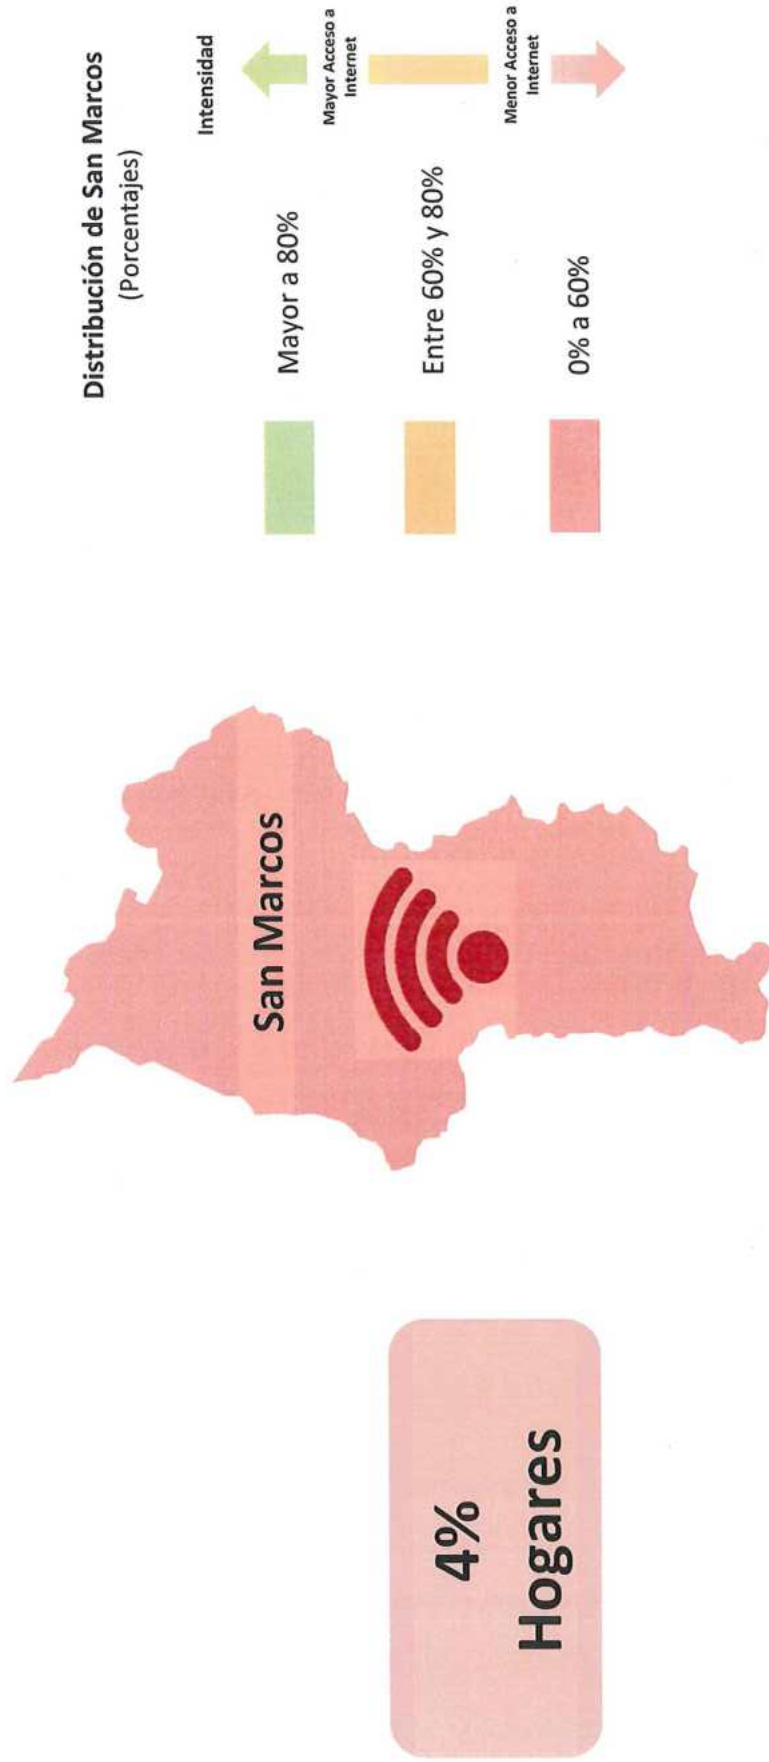 4%
Hogares
San Marcos
Distribución de San Marcos
(Porcentajes)
Intensidad
Mayor a 80%
Mayor Acceso a
Internet
Entre 60% y 80%
Menor Acceso a
Internet
0% a 60%